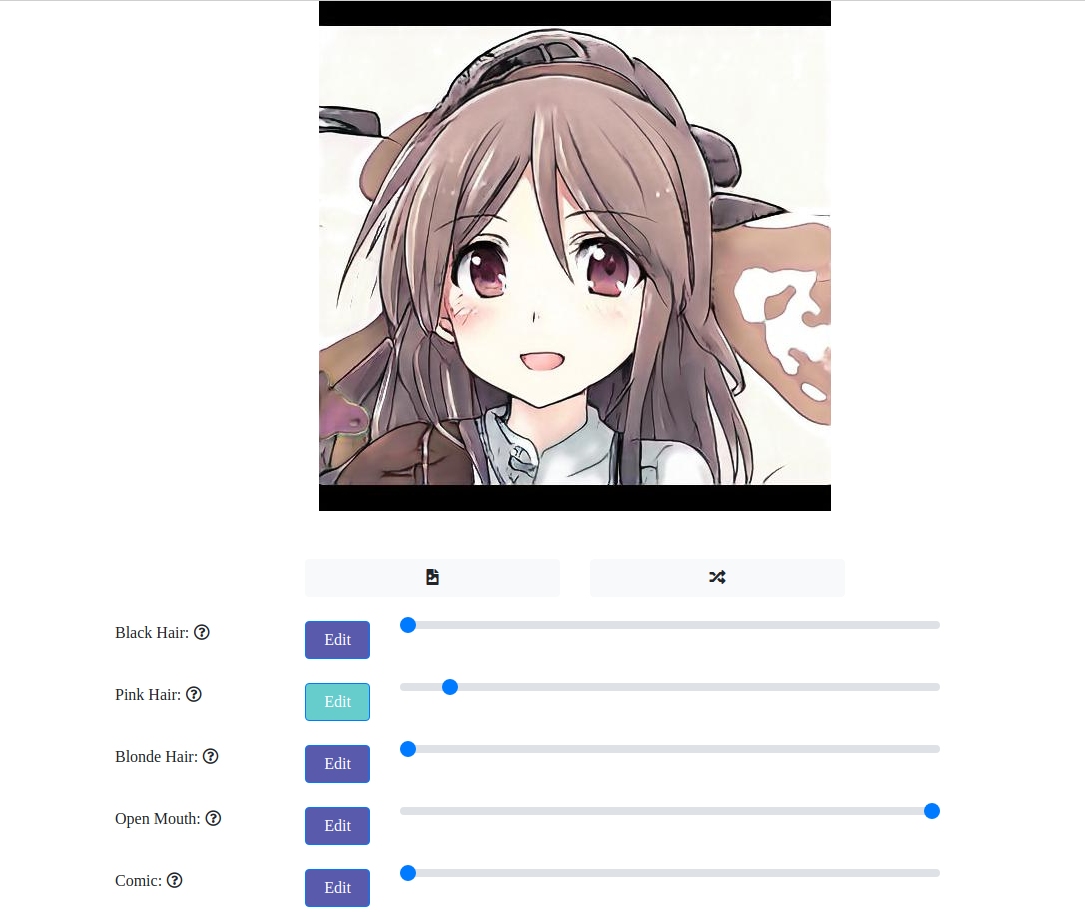 Black Hair:
Edit
Pink Hair:
Edit
Blonde Hair:
Edit
Open Mouth:
Edit
Comic:
Edit